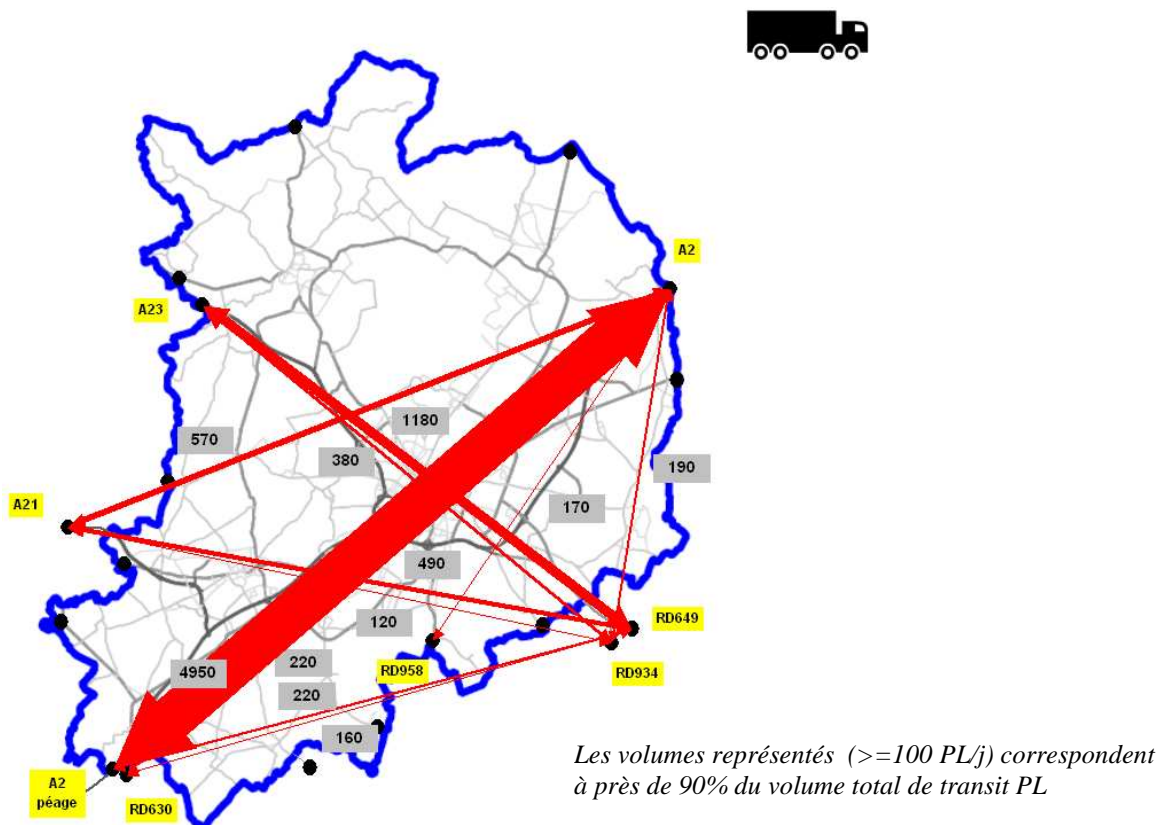 A2
A23
1180
570
380
190
A21
170
490
120
RD649
4950
220
RD958
RD934
220
160
Les volumes représentés (>=100 PL/j) correspondent
à près de 90% du volume total de transit PL
A2
péage
RD630